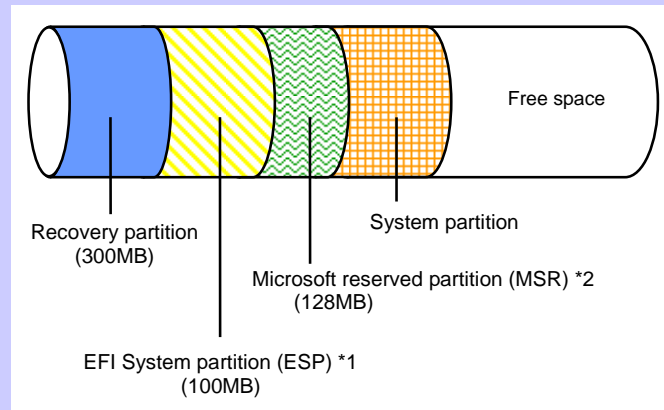 Free space
System partition
Recovery partition
(300MB)
Microsoft reserved partition (MSR) *2
(128MB)
EFI System partition (ESP) *1
(100MB)